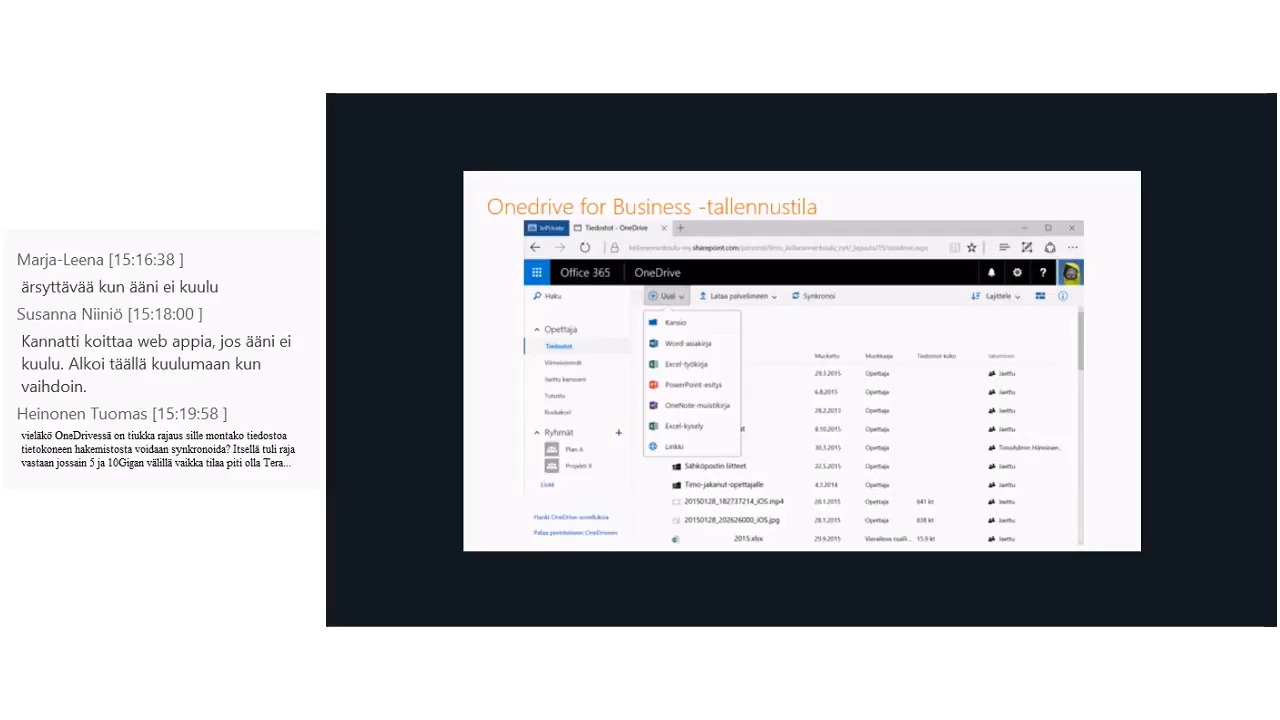 Marja-Leena [15:16:38 ]
ärsyttävää kun ääni ei kuulu
Susanna Niiniö [15:18:00 ]
Kannatti koittaa web appia, jos ääni ei
kuulu. Alkoi täällä kuulumaan kun
vaihdoin.
Heinonen Tuomas [15:19:58 ]
vieläkö OneDrivessä on tiukka rajaus sille montako tiedostoa
tietokoneen hakemistosta voidaan synkronoida? Itsellä tuli raja
vastaan jossain 5 ja 10Gigan välillä vaikka tilaa piti olla Tera...
Onedrive for Business -tallennustila
InPrivate Tiedostot - OneDrive
Office 365 OneDrive ?
Haku Uusi Lataa palvelimeen Synkronoi Lajittele
Opettaja
Tiedostot
Viimeisimmät
Jaettu kanssani
Tutustu
Roskakori
Ryhmät +
Plan A
Projekti X
Lisää
Hanki OneDrive-sovelluksia
Palaa perinteiseen OneDriveen
Kansio
Word-asiakirja
Excel-työkirja
PowerPoint-esitys
OneNote-muistikirja
Excel-kysely
Linkki
Muokattu Muokkaaja Tiedoston koko Jakaminen
29.3.2015 Opettaja Jaettu
6.8.2015 Opettaja Jaettu
28.2.2013 Opettaja Jaettu
8.10.2015 Opettaja Jaettu
30.3.2015 TimoAdmin Hänninen... Jaettu
Sähköpostin liitteet 22.5.2015 Opettaja Jaettu
Timo-jakanut-opettajalle 4.3.2014 Opettaja Jaettu
20150128_182737214_iOS.mp4 28.1.2015 Opettaja 641 kt Jaettu
20150128_202626000_iOS.jpg 28.1.2015 Opettaja 838 kt Jaettu
2015.xlsx 29.9.2015 Vieraileva osalli... 15.9 kt Jaettu